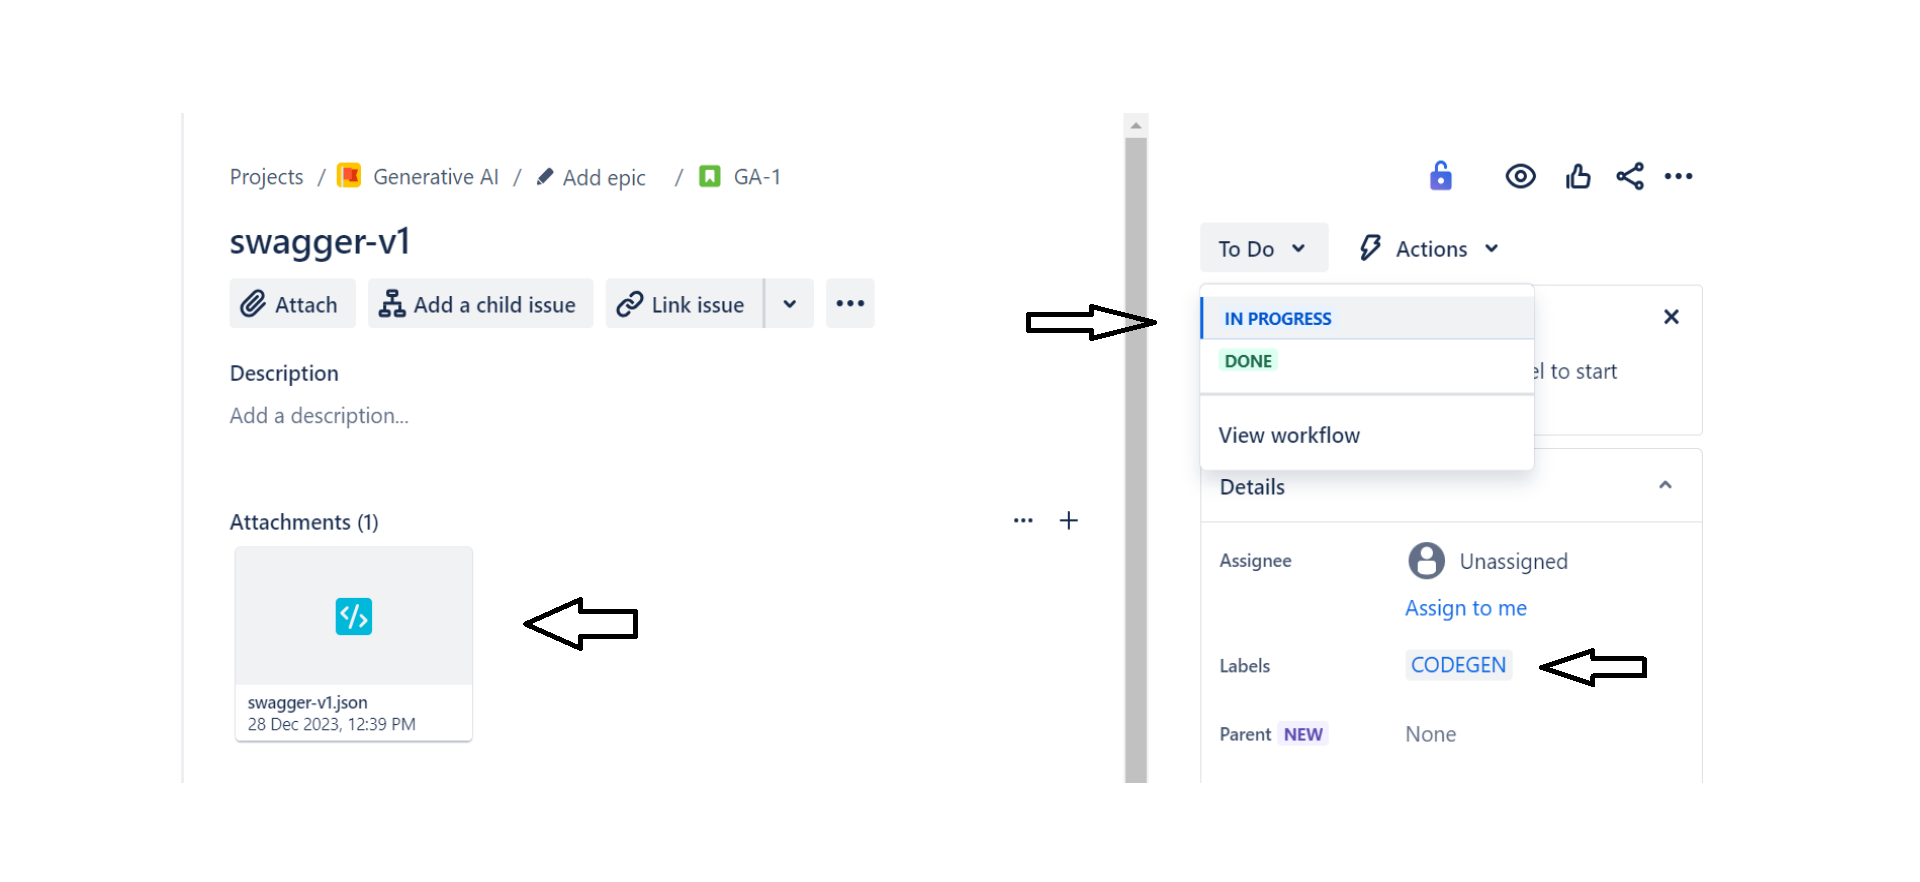 Projects / Generative AI / Add epic / GA-1
swagger-v1
Attach Add a child issue Link issue
Description
Add a description...
Attachments (1)
swagger-v1.json
28 Dec 2023, 12:39 PM
To Do Actions
IN PROGRESS
DONE
to start
View workflow
Details
Assignee Unassigned
Assign to me
Labels CODEGEN
Parent NEW None